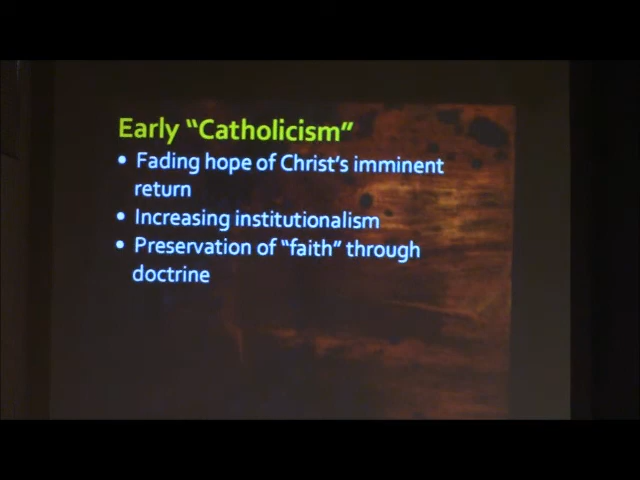 Early “Catholicism”
• Fading hope of Christ’s imminent
return
• Increasing institutionalism
• Preservation of “faith” through
doctrine